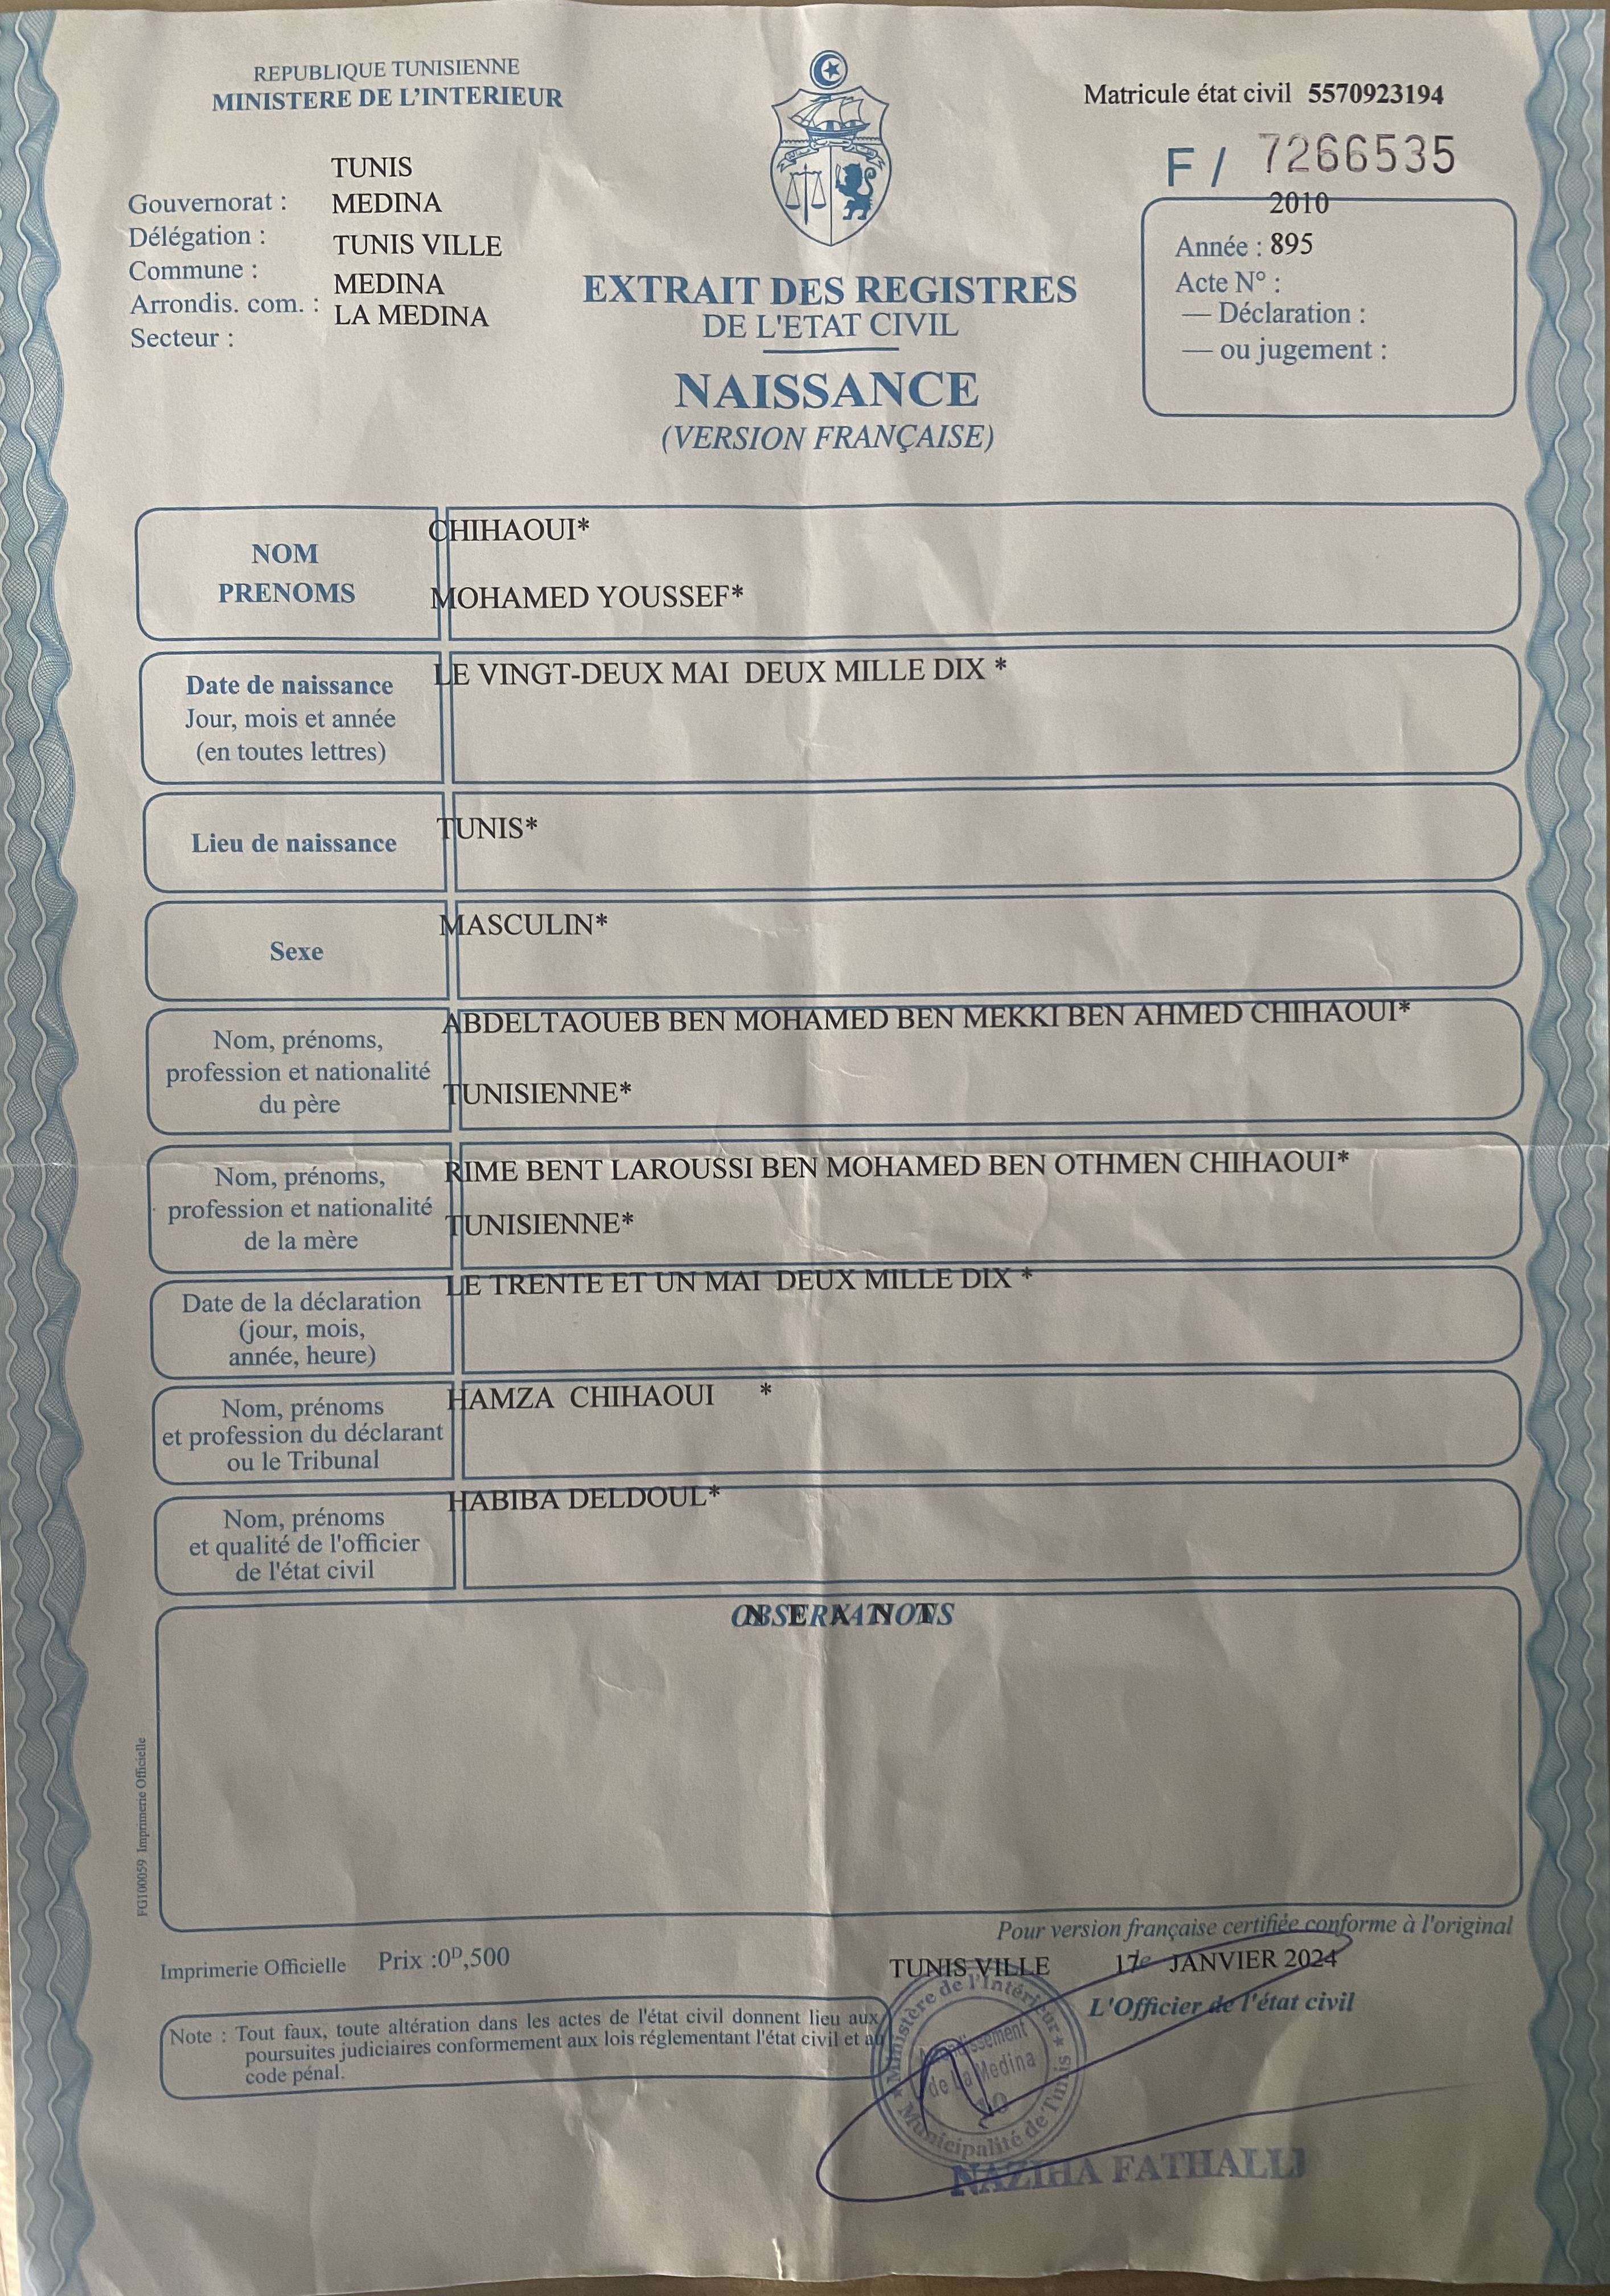 REPUBLIQUE TUNISIENNE
MINISTERE DE L'INTERIEUR
Matricule état civil 5570923194
F / 7266535
TUNIS
Gouvernorat : MEDINA
Délégation : TUNIS VILLE
Commune : MEDINA
Arrondis. com. : LA MEDINA
Secteur :
2010
Année : 895
Acte N° :
— Déclaration :
— ou jugement :
EXTRAIT DES REGISTRES
DE L'ETAT CIVIL
NAISSANCE
(VERSION FRANÇAISE)
NOM
PRENOMS
CHIHAOUI*
MOHAMED YOUSSEF*
Date de naissance
Jour, mois et année
(en toutes lettres)
LE VINGT-DEUX MAI DEUX MILLE DIX *
Lieu de naissance
TUNIS*
Sexe
MASCULIN*
Nom, prénoms,
profession et nationalité
du père
ABDELTAOUEB BEN MOHAMED BEN MEKKI BEN AHMED CHIHAOUI*
TUNISIENNE*
Nom, prénoms,
profession et nationalité
de la mère
RIME BENT LAROUSSI BEN MOHAMED BEN OTHMEN CHIHAOUI*
TUNISIENNE*
Date de la déclaration
(jour, mois,
année, heure)
LE TRENTE ET UN MAI DEUX MILLE DIX *
Nom, prénoms
et profession du déclarant
ou le Tribunal
HAMZA CHIHAOUI *
Nom, prénoms
et qualité de l'officier
de l'état civil
HABIBA DELDOUL*
OBSERVATIONS
N E A N T
FG100059 Imprimerie Officielle
Pour version française certifiée conforme à l'original
Imprimerie Officielle Prix :0ᴰ,500
TUNIS VILLE 17 le JANVIER 2024
L'Officier de l'état civil
Note : Tout faux, toute altération dans les actes de l'état civil donnent lieu aux
poursuites judiciaires conformement aux lois réglementant l'état civil et au
code pénal.
Ministère de l'Intérieur
Municipalité de Tunis
de La Medina
NAZIHA